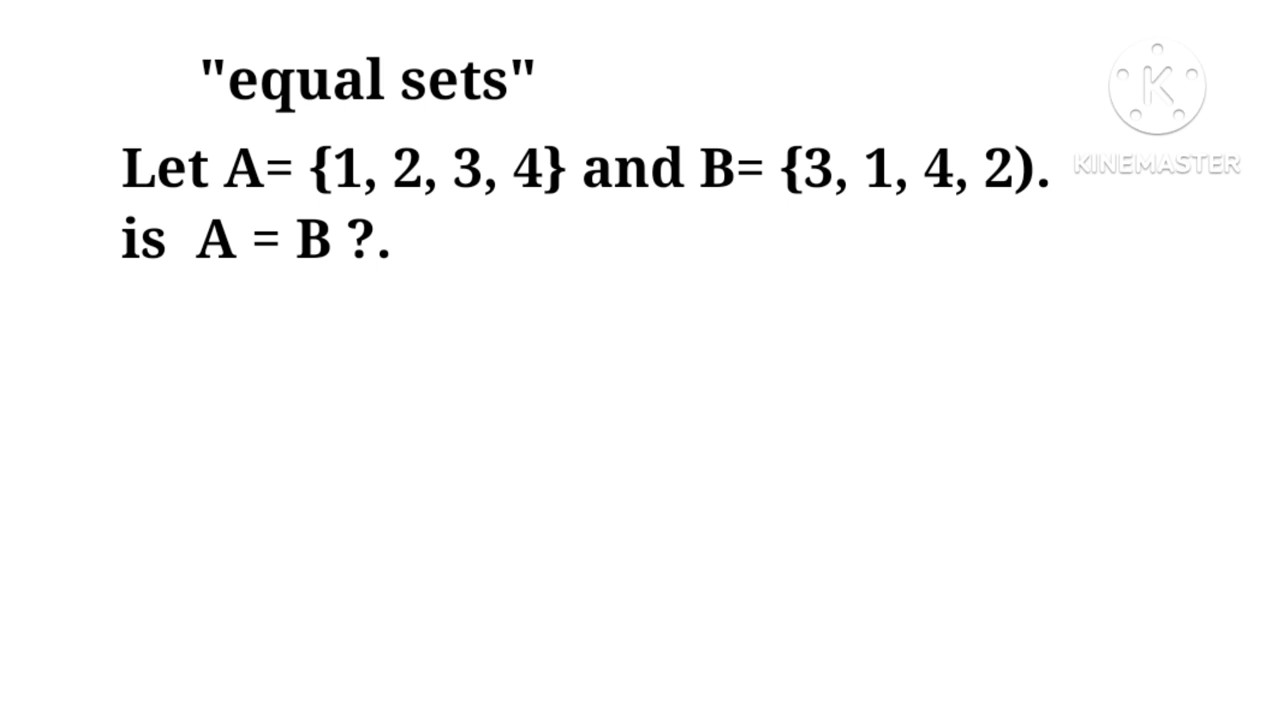 "equal sets"
Let A= {1, 2, 3, 4} and B= {3, 1, 4, 2).
is  A = B ?.
K
KINEMASTER